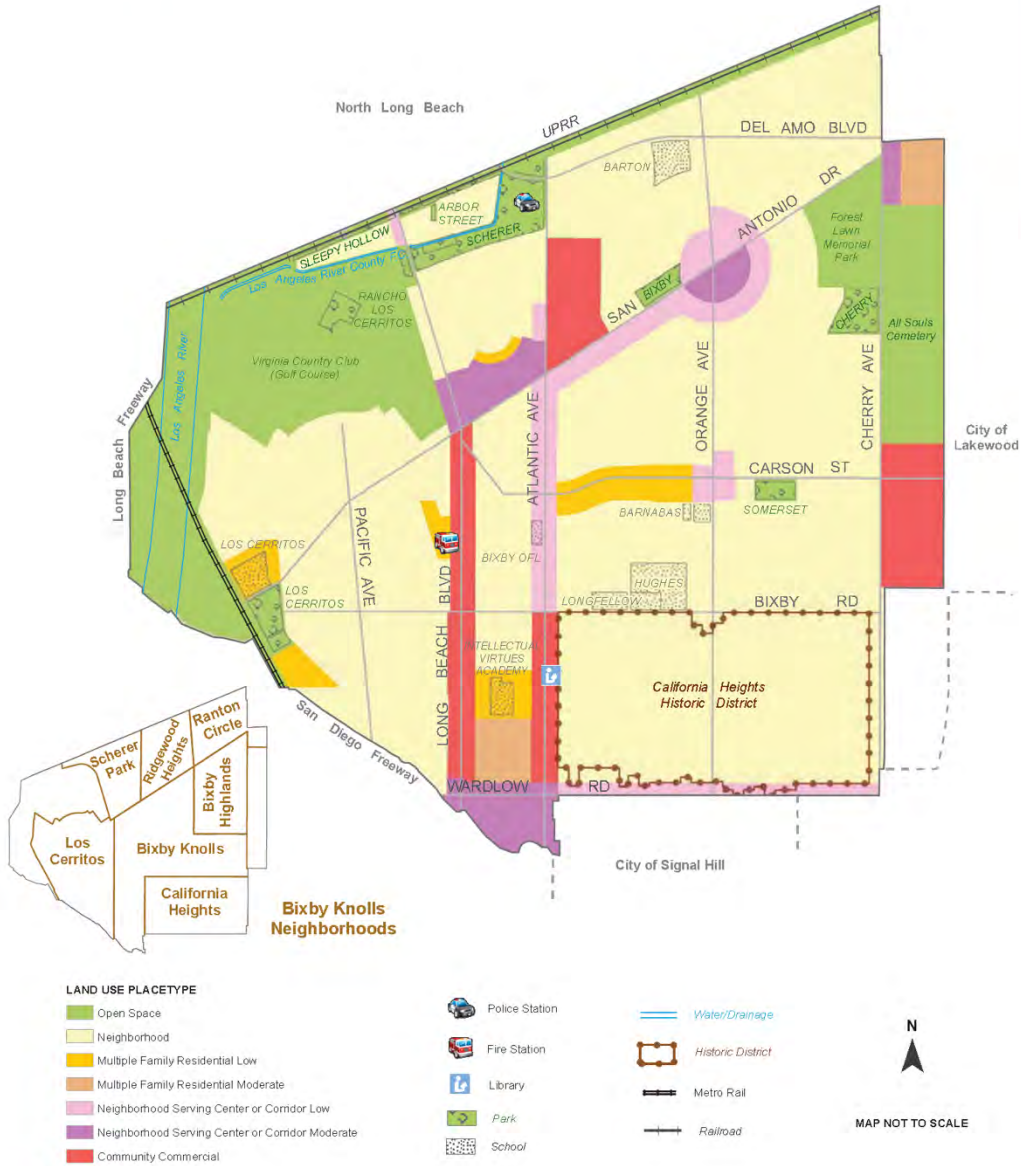 North Long Beach
UPRR
DEL AMO BLVD
BARTON
ANTONIO DR
ARBOR
STREET
SLEEPY HOLLOW
SCHERER
Los Angeles River County F.C.
Forest
Lawn
Memorial
Park
RANCHO
LOS
CERRITOS
SAN
BIXBY
CHERRY
All Souls
Cemetery
Virginia Country Club
(Golf Course)
Los Angeles River
Long Beach Freeway
ATLANTIC AVE
ORANGE AVE
CHERRY AVE
City of
Lakewood
CARSON ST
PACIFIC AVE
BARNABAS
SOMERSET
LOS CERRITOS
BIXBY OFL
HUGHES
LOS
CERRITOS
LONGFELLOW
BIXBY RD
LONG BEACH BLVD
INTELLECTUAL
VIRTUES
ACADEMY
California Heights
Historic District
San Diego Freeway
WARDLOW RD
City of Signal Hill
Scherer
Park
Ridgewood
Heights
Ranton
Circle
Bixby
Highlands
Los
Cerritos
Bixby Knolls
California
Heights
Bixby Knolls
Neighborhoods
LAND USE PLACETYPE
Open Space
Neighborhood
Multiple Family Residential Low
Multiple Family Residential Moderate
Neighborhood Serving Center or Corridor Low
Neighborhood Serving Center or Corridor Moderate
Community Commercial
Police Station
Fire Station
Library
Park
School
Water/Drainage
Historic District
Metro Rail
Railroad
N
MAP NOT TO SCALE